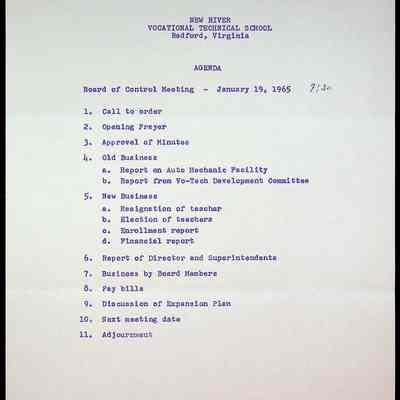 NEW RIVER
VOCATIONAL TECHNICAL SCHOOL
Radford, Virginia
AGENDA
Board of Control Meeting - January 19, 1965 7:30
1. Call to order
2. Opening Prayer
3. Approval of Minutes
4. Old Business
a. Report on Auto Mechanic Facility
b. Report from Vo-Tech Development Committee
5. New Business
a. Resignation of teacher
b. Election of teachers
c. Enrollment report
d. Financial report
6. Report of Director and Superintendents
7. Business by Board Members
8. Pay bills
9. Discussion of Expansion Plan
10. Next meeting date
11. Adjournment